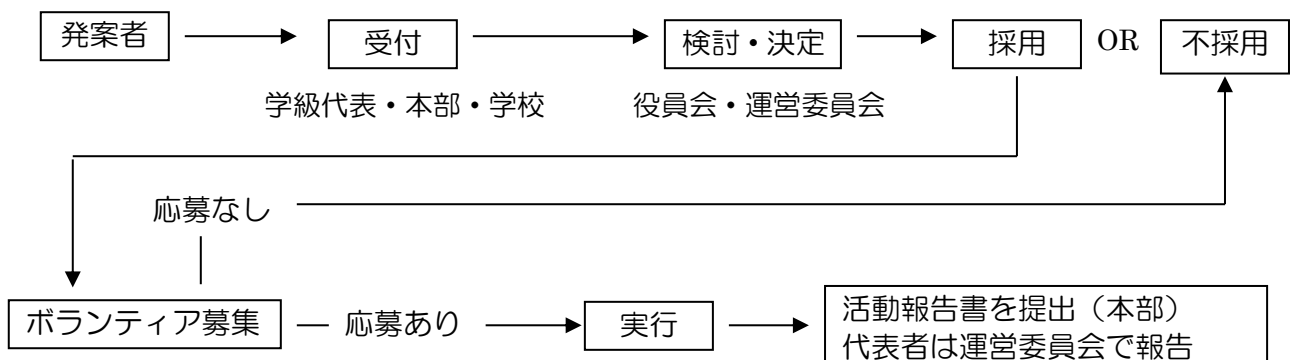 発案者
受付
検討・決定
採用
OR
不採用
学級代表・本部・学校
役員会・運営委員会
応募なし
ボランティア募集
応募あり
実行
活動報告書を提出（本部）
代表者は運営委員会で報告